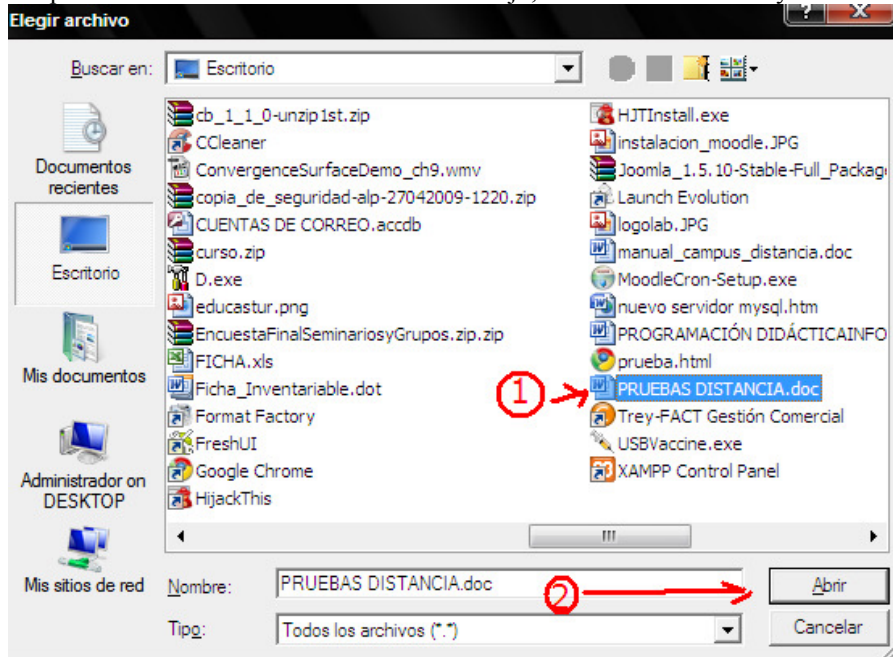 Elegir archivo
Buscar en:
Escritorio
Documentos
recientes
Escritorio
Mis documentos
Administrador on
DESKTOP
Mis sitios de red
cb_1_1_0-unzip1st.zip
CCleaner
ConvergenceSurfaceDemo_ch9.wmv
copia_de_seguridad-alp-27042009-1220.zip
CUENTAS DE CORREO.accdb
curso.zip
D.exe
educastur.png
EncuestaFinalSeminariosyGrupos.zip.zip
FICHA.xls
Ficha_Inventariable.dot
Format Factory
FreshUI
Google Chrome
HijackThis
HJTInstall.exe
instalacion_moodle.JPG
Joomla_1.5.10-Stable-Full_Packag
Launch Evolution
logolab.JPG
manual_campus_distancia.doc
MoodleCron-Setup.exe
nuevo servidor mysql.htm
PROGRAMACIÓN DIDÁCTICAINFO
prueba.html
1
PRUEBAS DISTANCIA.doc
Trey-FACT Gestión Comercial
USBVaccine.exe
XAMPP Control Panel
Nombre:
PRUEBAS DISTANCIA.doc
2
Abrir
Tipo:
Todos los archivos (*.*)
Cancelar